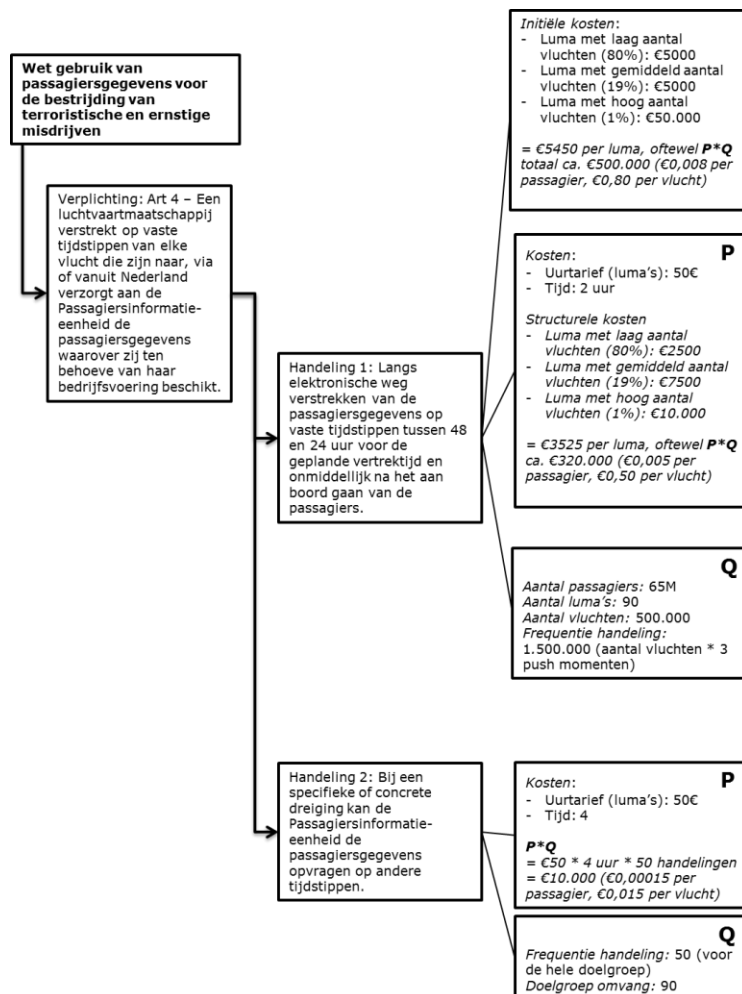 Wet gebruik van
passagiersgegevens voor
de bestrijding van
terroristische en ernstige
misdrijven
Verplichting: Art 4 – Een
luchtvaartmaatschappij
verstrekt op vaste
tijdstippen van elke
vlucht die zijn naar, via
of vanuit Nederland
verzorgt aan de
Passagiersinformatie-
eenheid de
passagiersgegevens
waarover zij ten
behoeve van haar
bedrijfsvoering beschikt.
Handeling 1: Langs
elektronische weg
verstrekken van de
passagiersgegevens op
vaste tijdstippen tussen 48
en 24 uur voor de
geplande vertrektijd en
onmiddellijk na het aan
boord gaan van de
passagiers.
Initiële kosten:
- Luma met laag aantal
vluchten (80%): €5000
- Luma met gemiddeld aantal
vluchten (19%): €5000
- Luma met hoog aantal
vluchten (1%): €50.000
= €5450 per luma, oftewel P*Q
totaal ca. €500.000 (€0,008 per
passagier, €0,80 per vlucht)
P
Kosten:
- Uurtarief (luma's): 50€
- Tijd: 2 uur
Structurele kosten
- Luma met laag aantal
vluchten (80%): €2500
- Luma met gemiddeld aantal
vluchten (19%): €7500
- Luma met hoog aantal
vluchten (1%): €10.000
= €3525 per luma, oftewel P*Q
ca. €320.000 (€0,005 per
passagier, €0,50 per vlucht)
Q
Aantal passagiers: 65M
Aantal luma's: 90
Aantal vluchten: 500.000
Frequentie handeling:
1.500.000 (aantal vluchten * 3
push momenten)
Handeling 2: Bij een
specifieke of concrete
dreiging kan de
Passagiersinformatie-
eenheid de
passagiersgegevens
opvragen op andere
tijdstippen.
P
Kosten:
- Uurtarief (luma's): 50€
- Tijd: 4
P*Q
= €50 * 4 uur * 50 handelingen
= €10.000 (€0,00015 per
passagier, €0,015 per vlucht)
Q
Frequentie handeling: 50 (voor
de hele doelgroep)
Doelgroep omvang: 90